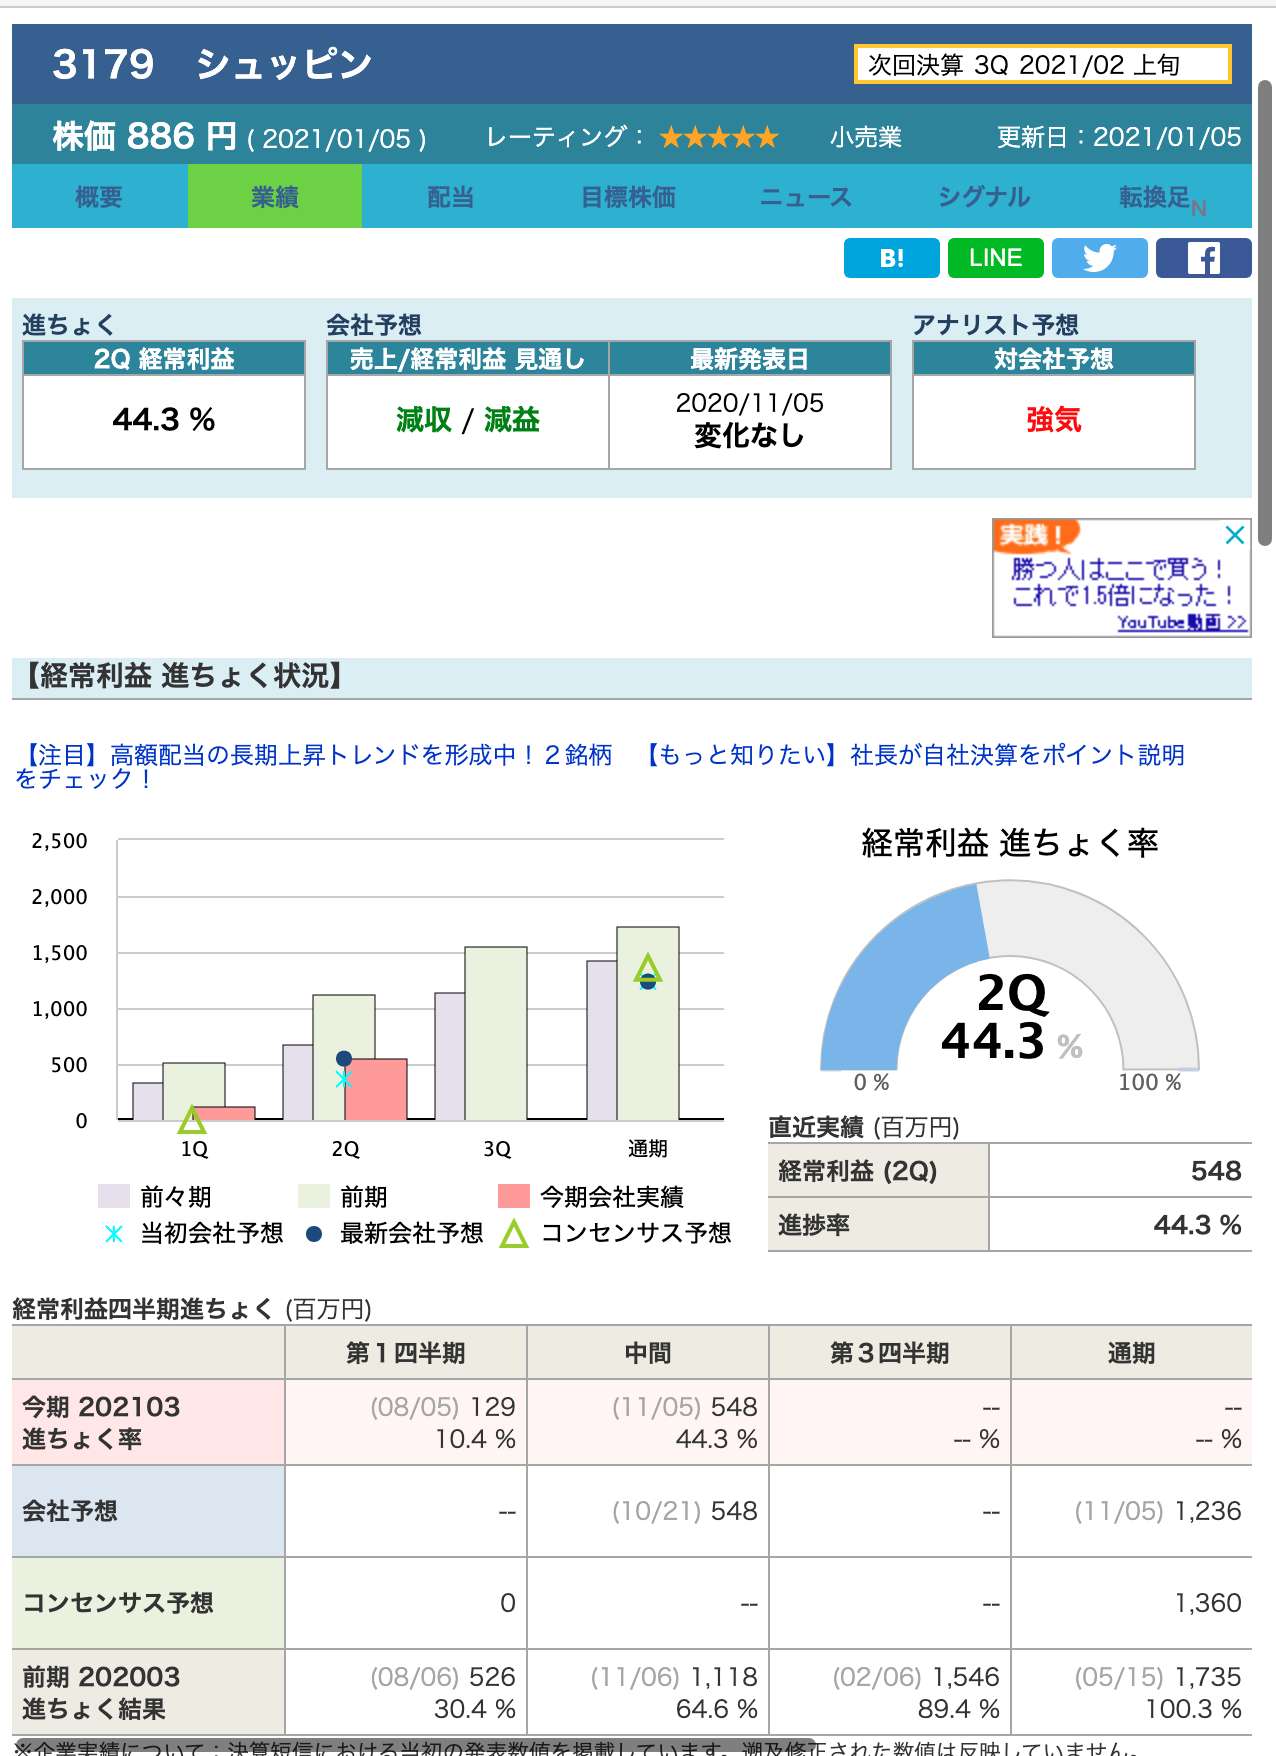 3179 シュッピン
次回決算 3Q 2021/02 上旬
株価 886 円 ( 2021/01/05 ) レーティング： ★★★★★ 小売業 更新日：2021/01/05
概要 業績 配当 目標株価 ニュース シグナル 転換足N
B! LINE
進ちょく 会社予想 アナリスト予想
2Q 経常利益 売上/経常利益 見通し 最新発表日 対会社予想
44.3 % 減収 / 減益 2020/11/05 強気
変化なし
実践！
勝つ人はここで買う！
これで1.5倍になった！
YouTube動画 >>
【経常利益 進ちょく状況】
【注目】高額配当の長期上昇トレンドを形成中！２銘柄 【もっと知りたい】社長が自社決算をポイント説明
をチェック！
2,500
2,000
1,500
1,000
500
0
1Q 2Q 3Q 通期
前々期 前期 今期会社実績
当初会社予想 最新会社予想 コンセンサス予想
経常利益 進ちょく率
2Q
44.3 %
0 % 100 %
直近実績 (百万円)
経常利益 (2Q) 548
進捗率 44.3 %
経常利益四半期進ちょく (百万円)
第１四半期 中間 第３四半期 通期
今期 202103 (08/05) 129 (11/05) 548 -- --
進ちょく率 10.4 % 44.3 % -- % -- %
会社予想 -- (10/21) 548 -- (11/05) 1,236
コンセンサス予想 0 -- -- 1,360
前期 202003 (08/06) 526 (11/06) 1,118 (02/06) 1,546 (05/15) 1,735
進ちょく結果 30.4 % 64.6 % 89.4 % 100.3 %
※企業実績について：決算短信における当初の発表数値を掲載しています。遡及修正された数値は反映していません。